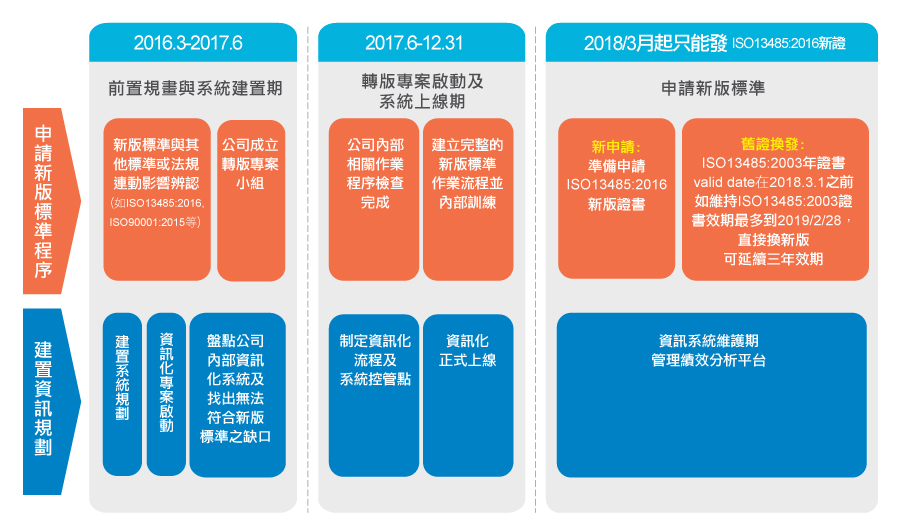 2016.3-2017.6
前置規畫與系統建置期
2017.6-12.31
轉版專案啟動及
系統上線期
2018/3月起只能發 ISO13485:2016新證
申請新版標準
申請新版標準程序
新版標準與其
他標準或法規
連動影響辨認
(如ISO13485:2016,
ISO90001:2015等)
公司成立
轉版專案
小組
公司內部
相關作業
程序檢查
完成
建立完整的
新版標準
作業流程並
內部訓練
新申請:
準備申請
ISO13485:2016
新版證書
舊證換發:
ISO13485:2003年證書
valid date在2018.3.1之前
如維持ISO13485:2003證
書效期最多到2019/2/28，
直接換新版
可延續三年效期
建置資訊規劃
建置系統規劃
資訊化專案啟動
盤點公司
內部資訊
化系統及
找出無法
符合新版
標準之缺口
制定資訊化
流程及
系統控管點
資訊化
正式上線
資訊系統維護期
管理績效分析平台